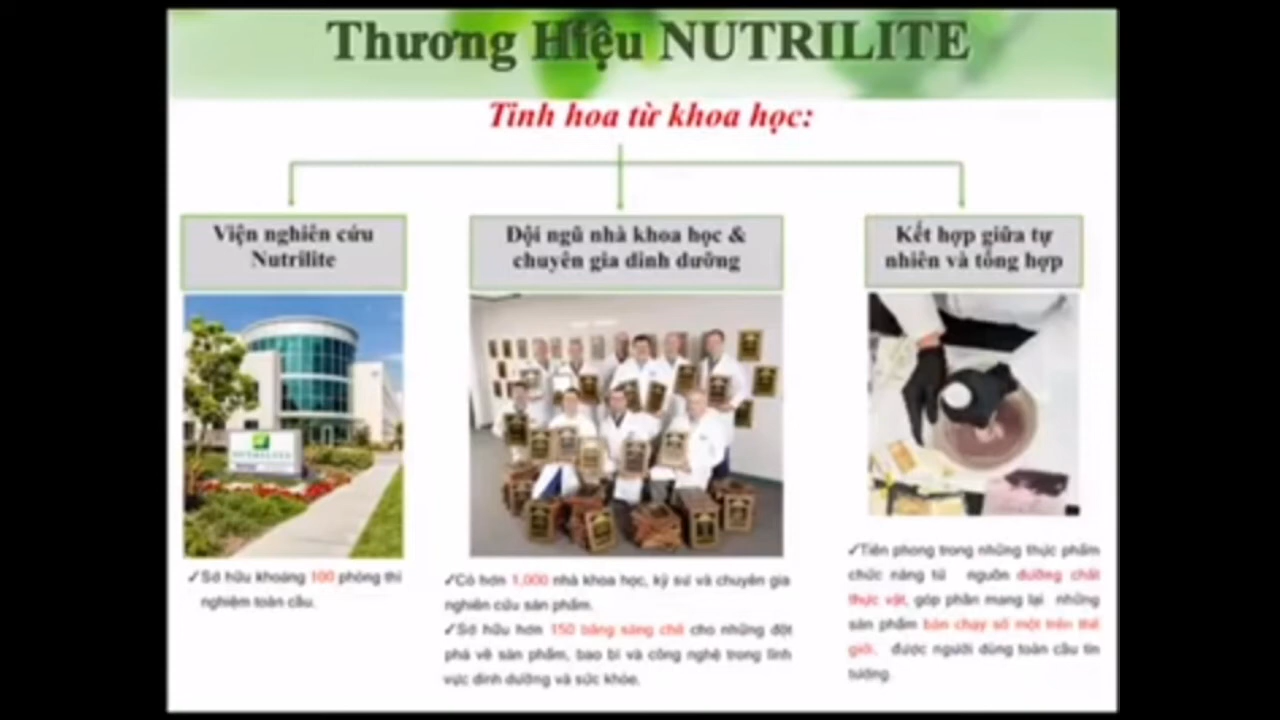 Thương Hiệu NUTRILITE
Tinh hoa từ khoa học:
Viện nghiên cứu
Nutrilite
Đội ngũ nhà khoa học &
chuyên gia dinh dưỡng
Kết hợp giữa tự
nhiên và tổng hợp
NUTRILITE
✓Sở hữu khoảng 100 phòng thí
nghiệm toàn cầu.
✓Có hơn 1,000 nhà khoa học, kỹ sư và chuyên gia
nghiên cứu sản phẩm.
✓Sở hữu hơn 150 bằng sáng chế cho những đột
phá về sản phẩm, bao bì và công nghệ trong lĩnh
vực dinh dưỡng và sức khỏe.
✓Tiên phong trong những thực phẩm
chức năng từ nguồn dưỡng chất
thực vật, góp phần mang lại những
sản phẩm bán chạy số một trên thế
giới, được người dùng toàn cầu tin
tưởng.